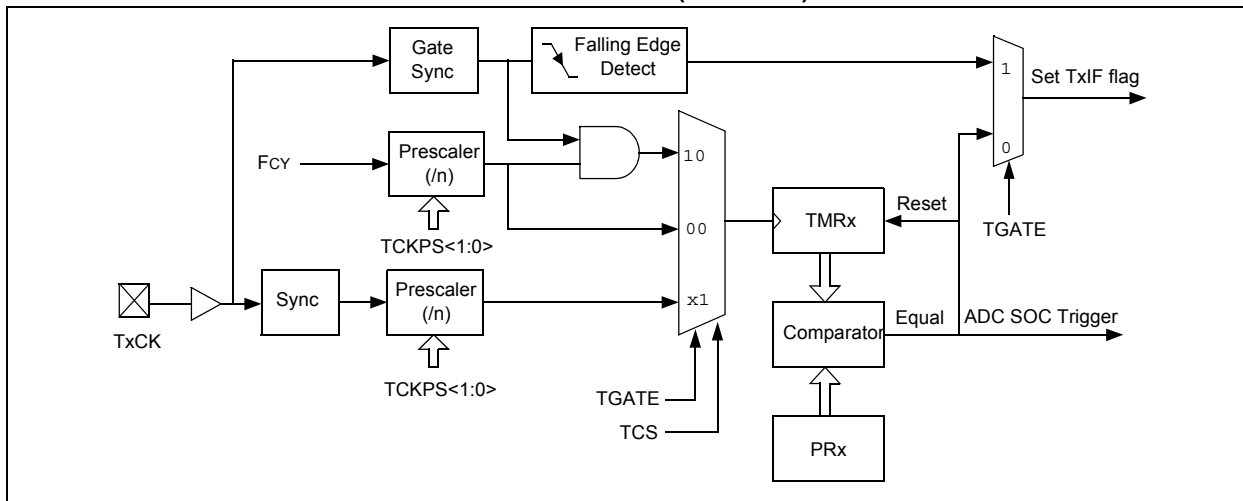 Gate
Sync
Falling Edge
Detect
1
Set TxIF flag
0
TGATE
FCY
Prescaler
(/n)
TCKPS<1:0>
10
00
x1
TMRx
Reset
TxCK
Sync
Prescaler
(/n)
TCKPS<1:0>
Comparator
Equal
ADC SOC Trigger
TGATE
TCS
PRx